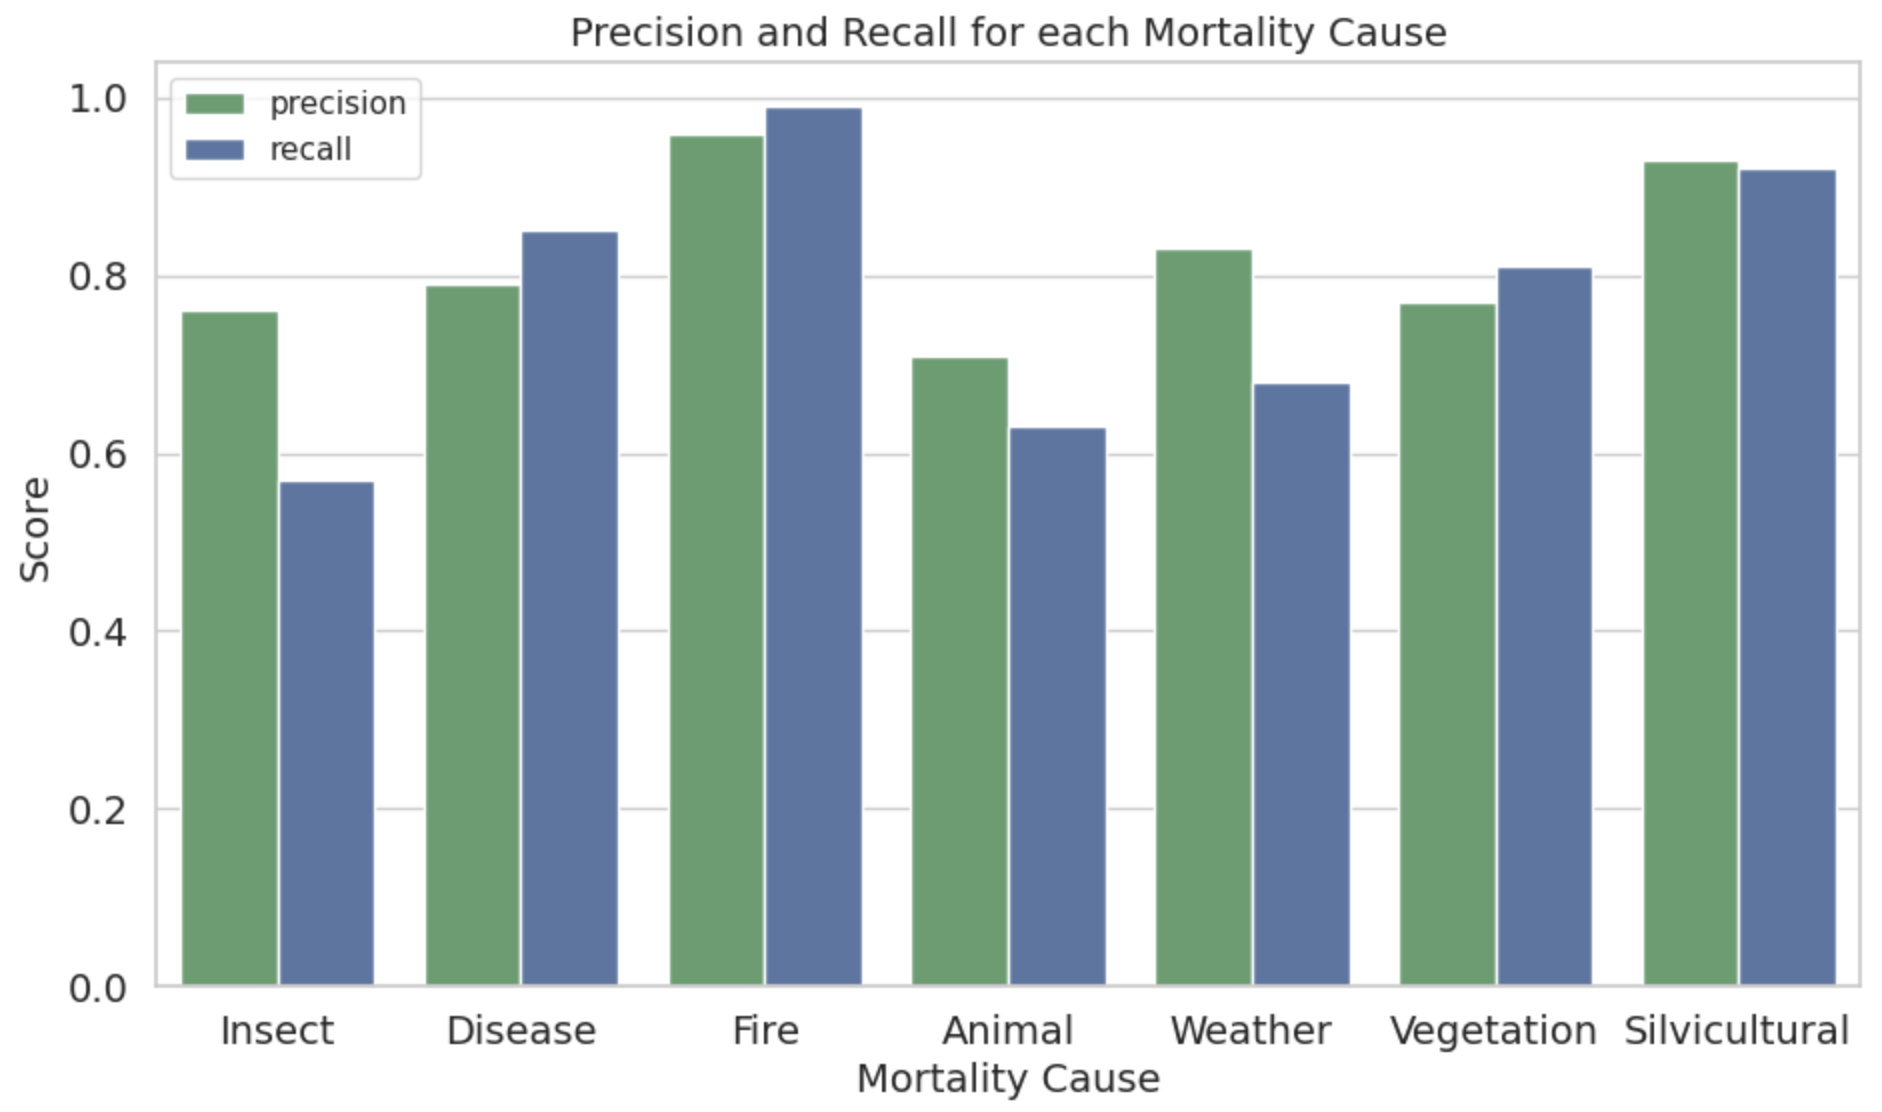 Precision and Recall for each Mortality Cause
precision
recall
1.0
0.8
0.6
0.4
0.2
0.0
Score
Insect Disease Fire Animal Weather Vegetation Silvicultural
Mortality Cause